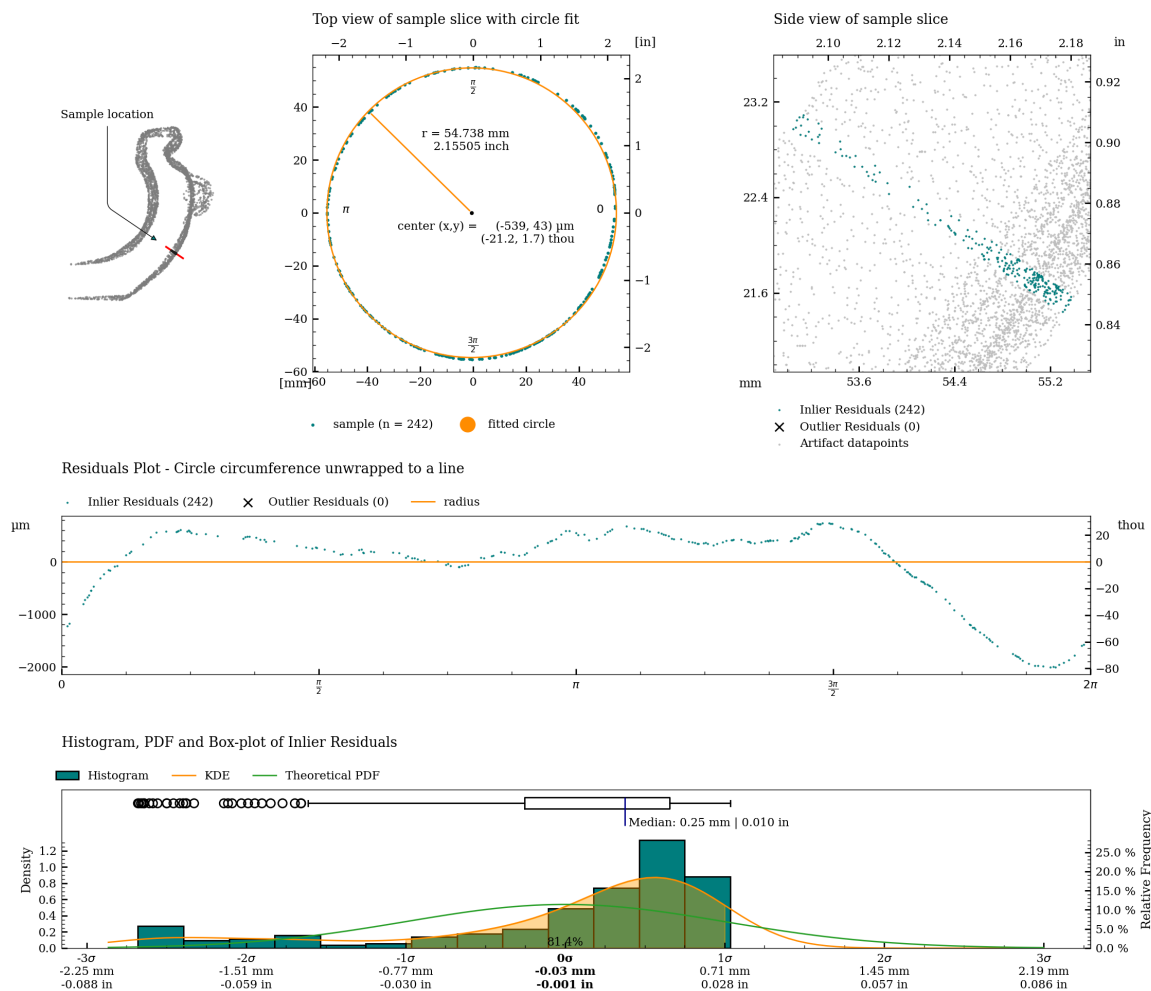 Top view of sample slice with circle fit
Side view of sample slice
−2 −1 0 1 2 [in]
2.10 2.12 2.14 2.16 2.18 in
Sample location
40
20
0
−20
−40
−60
2
1
0
−1
−2
π/2
r = 54.738 mm
2.15505 inch
π
0
center (x,y) = (-539, 43) µm
(-21.2, 1.7) thou
3π/2
[mm]
−60 −40 −20 0 20 40
23.2
22.4
21.6
0.92
0.90
0.88
0.86
0.84
mm 53.6 54.4 55.2
sample (n = 242) fitted circle
Inlier Residuals (242)
Outlier Residuals (0)
Artifact datapoints
Residuals Plot - Circle circumference unwrapped to a line
Inlier Residuals (242) Outlier Residuals (0) radius
µm
thou
0
−1000
−2000
20
0
−20
−40
−60
−80
0 π/2 π 3π/2 2π
Histogram, PDF and Box-plot of Inlier Residuals
Histogram KDE Theoretical PDF
Median: 0.25 mm | 0.010 in
Density
1.2
1.0
0.8
0.6
0.4
0.2
0.0
Relative Frequency
25.0 %
20.0 %
15.0 %
10.0 %
5.0 %
0.0 %
81.4%
-3σ -2σ -1σ 0σ 1σ 2σ 3σ
-2.25 mm -1.51 mm -0.77 mm -0.03 mm 0.71 mm 1.45 mm 2.19 mm
-0.088 in -0.059 in -0.030 in -0.001 in 0.028 in 0.057 in 0.086 in